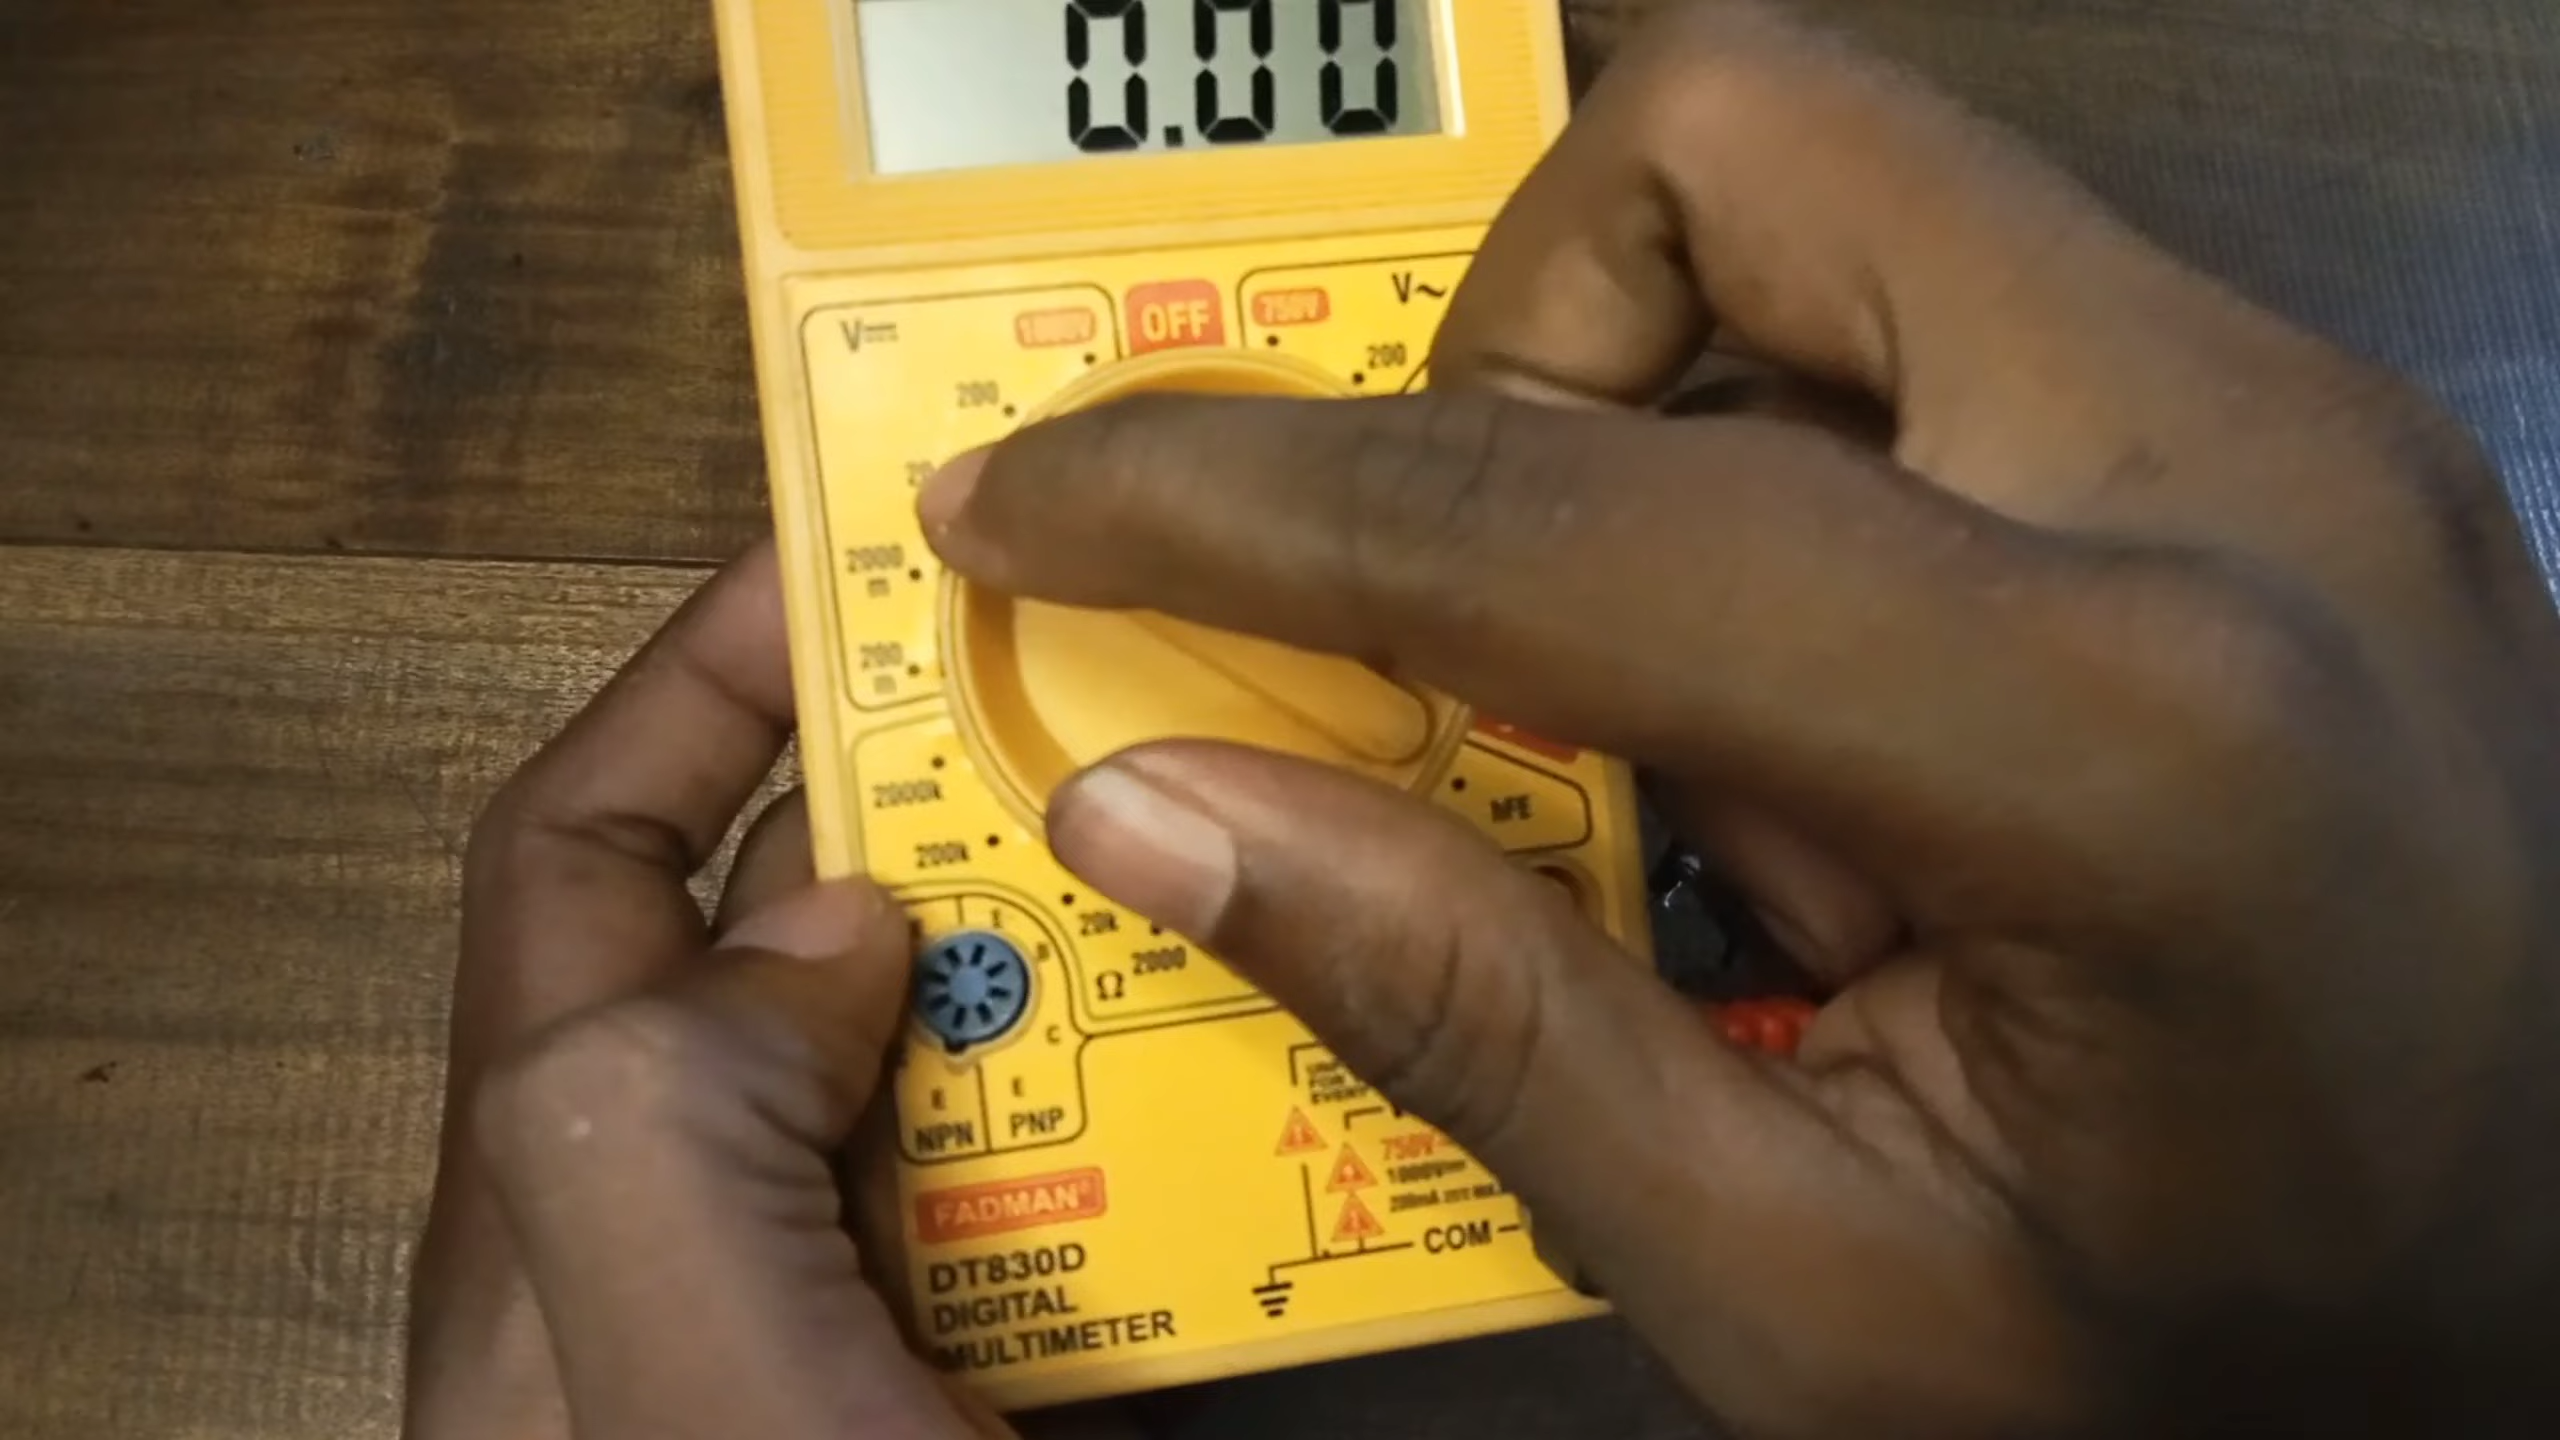 0.00
V⎓
1000V
OFF
750V
V~
200
200
2000
m
200
m
2000k
200k
20k
2000
Ω
hFE
E
B
C
E
E
NPN
PNP
750V
1000V
COM
FADMAN
DT830D
DIGITAL
MULTIMETER